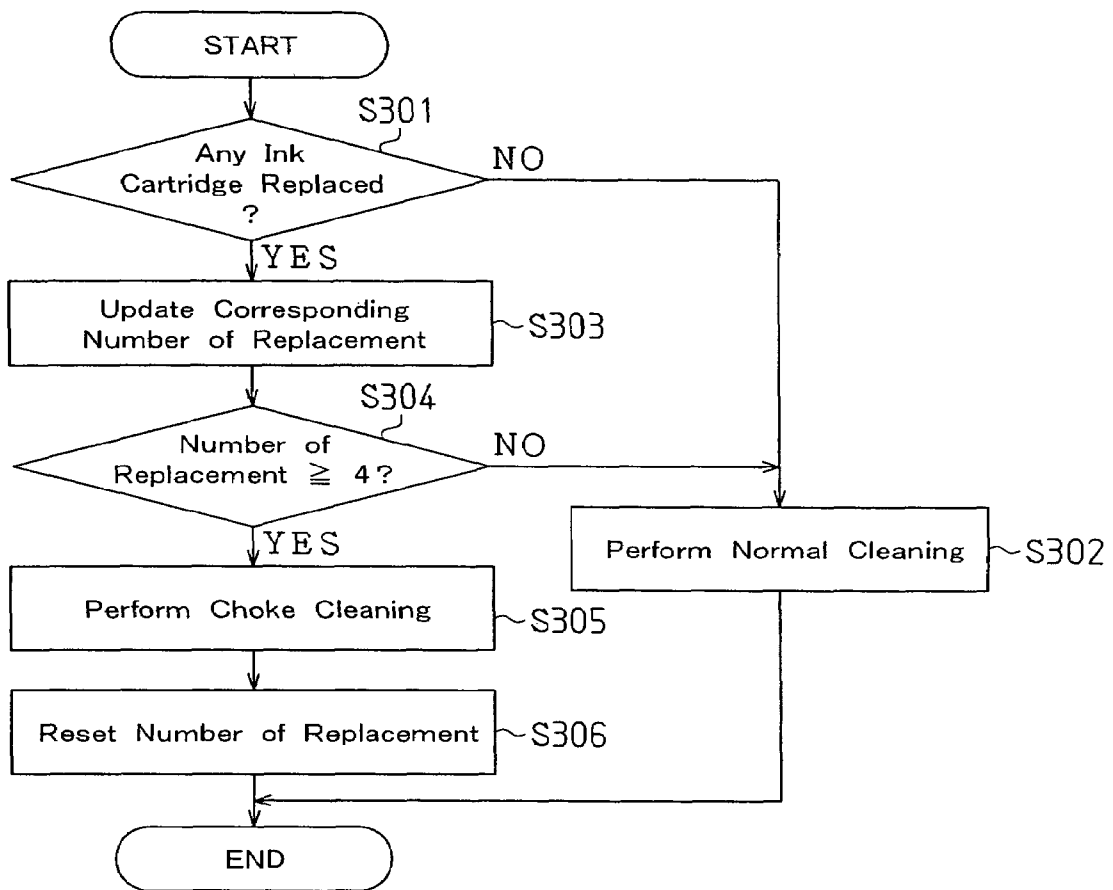 START
S301
Any Ink
Cartridge Replaced
?
NO
YES
Update Corresponding
Number of Replacement
S303
S304
Number of
Replacement ≧ 4?
NO
YES
Perform Normal Cleaning
S302
Perform Choke Cleaning
S305
Reset Number of Replacement
S306
END